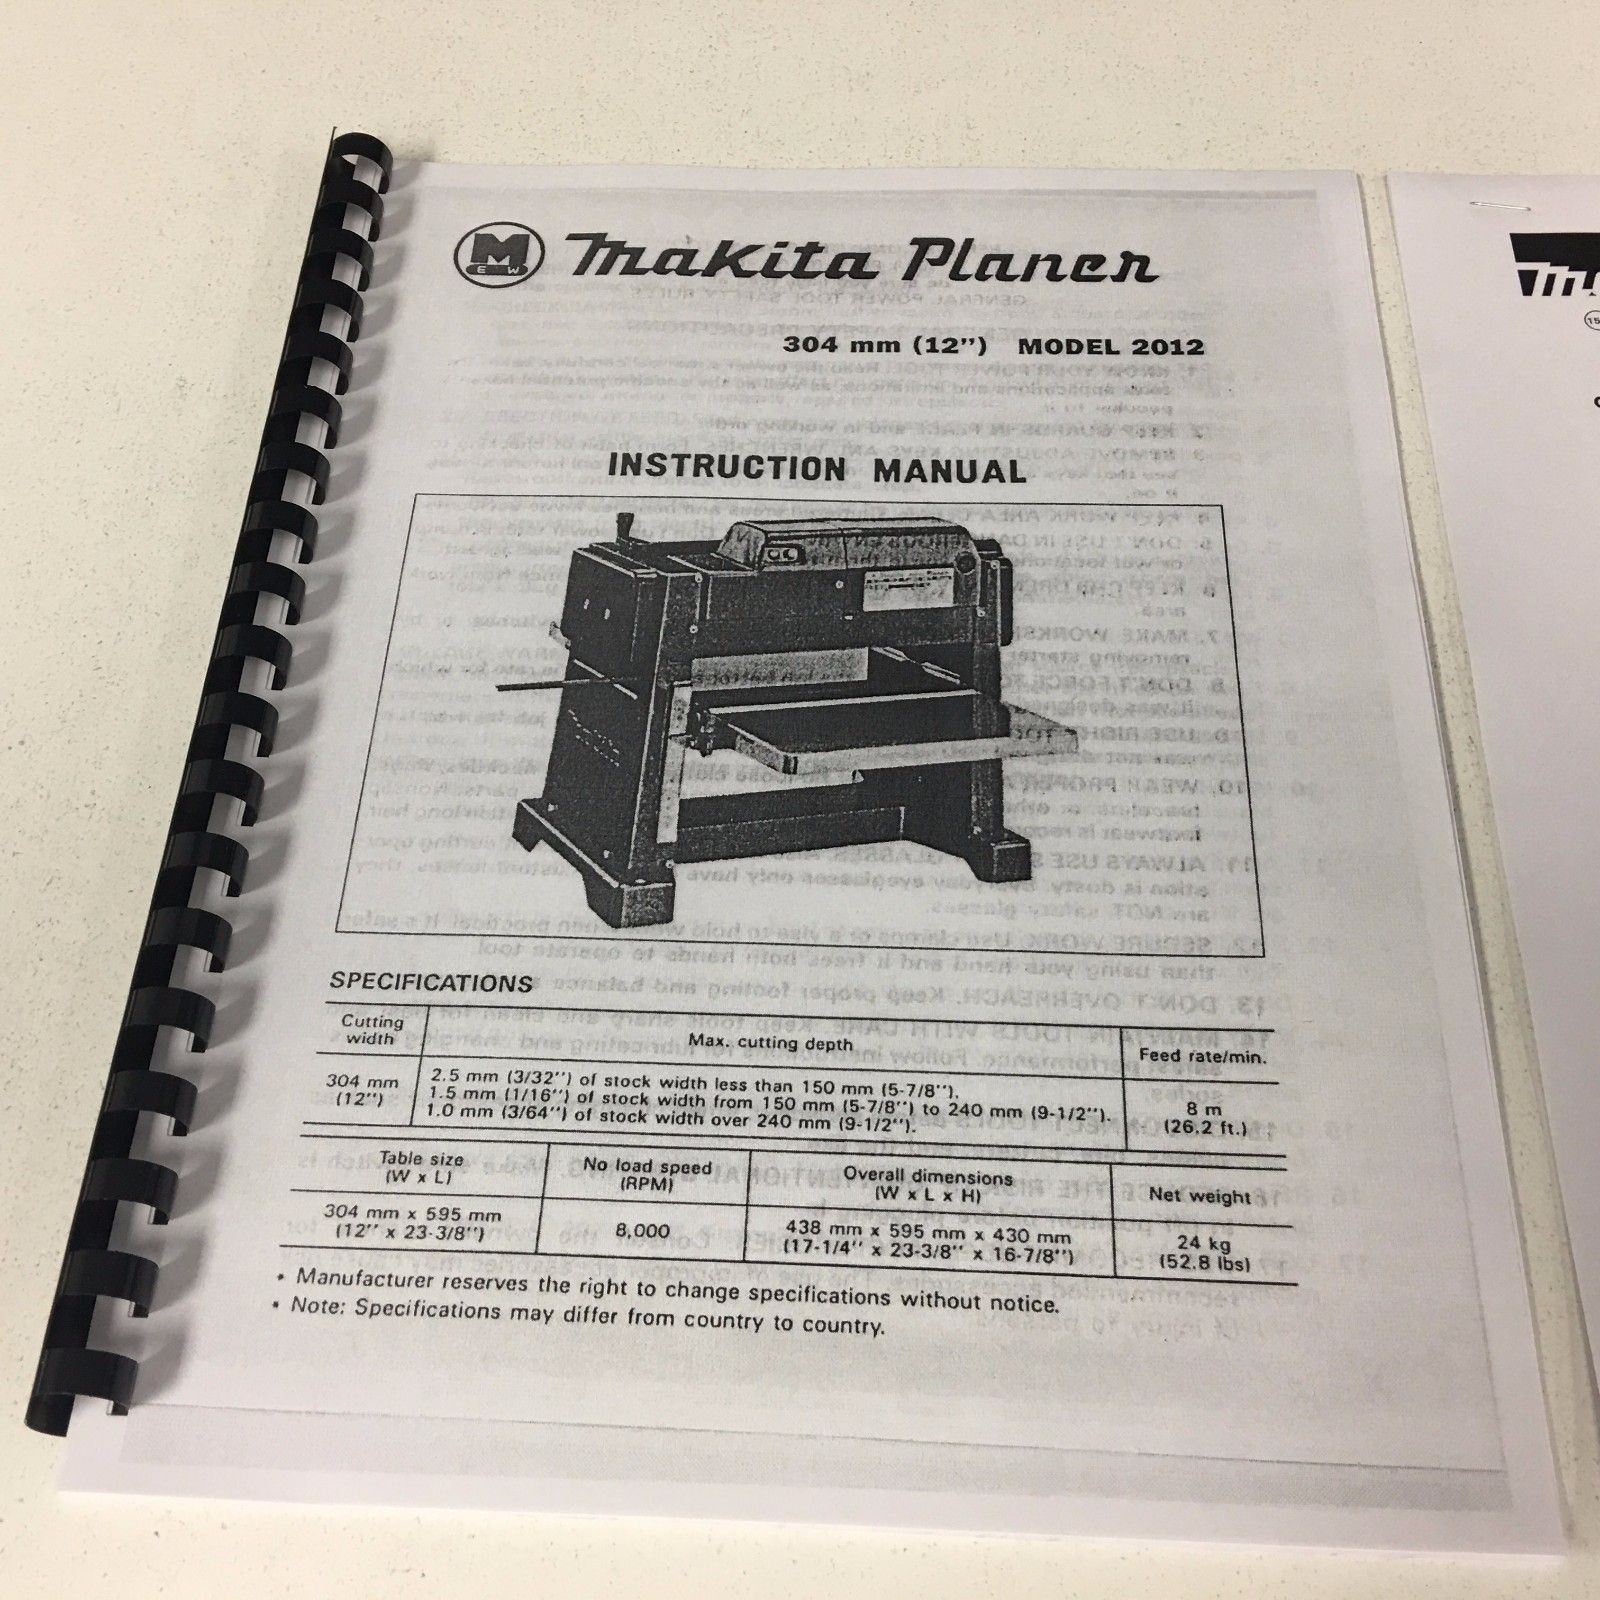 M
E W
Makita Planer
304 mm (12'') MODEL 2012
INSTRUCTION MANUAL
SPECIFICATIONS
Cutting
width
Max. cutting depth
Feed rate/min.
304 mm
(12'')
2.5 mm (3/32'') of stock width less than 150 mm (5-7/8'').
1.5 mm (1/16'') of stock width from 150 mm (5-7/8'') to 240 mm (9-1/2'').
1.0 mm (3/64'') of stock width over 240 mm (9-1/2'').
8 m
(26.2 ft.)
Table size
(W x L)
No load speed
(RPM)
Overall dimensions
(W x L x H)
Net weight
304 mm x 595 mm
(12'' x 23-3/8'')
8,000
438 mm x 595 mm x 430 mm
(17-1/4'' x 23-3/8'' x 16-7/8'')
24 kg
(52.8 lbs)
• Manufacturer reserves the right to change specifications without notice.
• Note: Specifications may differ from country to country.